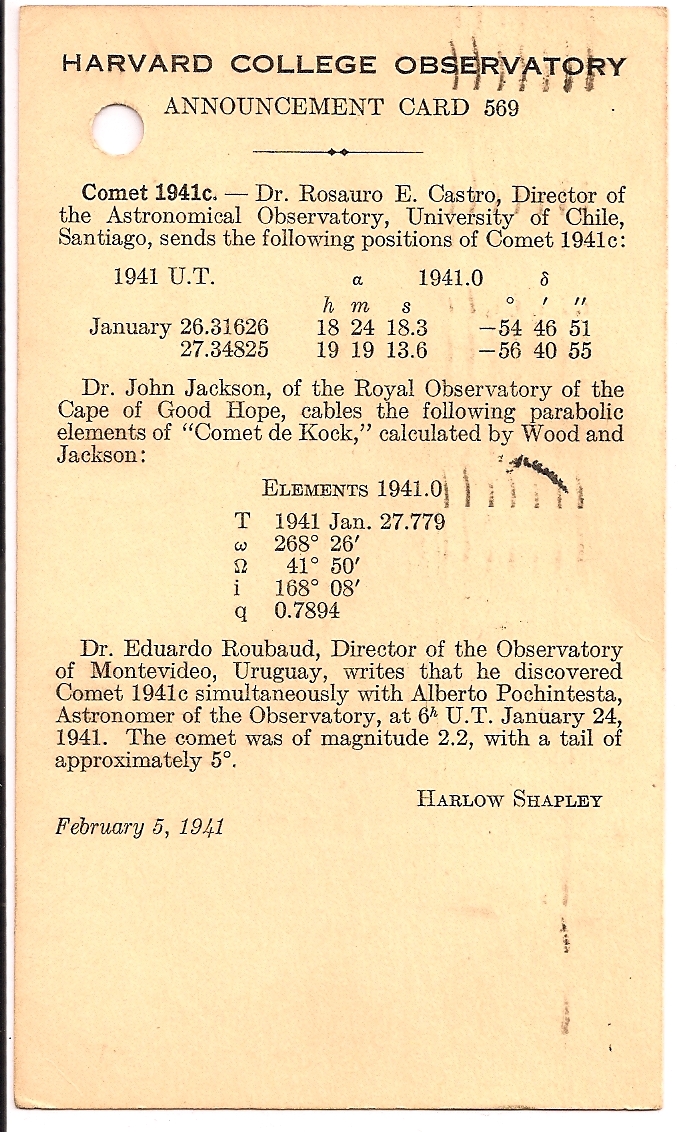 HARVARD COLLEGE OBSERVATORY
ANNOUNCEMENT CARD 569
Comet 1941c. — Dr. Rosauro E. Castro, Director of
the Astronomical Observatory, University of Chile,
Santiago, sends the following positions of Comet 1941c:
1941 U.T. α 1941.0 δ
h m s ° ′ ″
January 26.31626 18 24 18.3 −54 46 51
27.34825 19 19 13.6 −56 40 55
Dr. John Jackson, of the Royal Observatory of the
Cape of Good Hope, cables the following parabolic
elements of “Comet de Kock,” calculated by Wood and
Jackson:
ELEMENTS 1941.0
T 1941 Jan. 27.779
ω 268° 26′
Ω 41° 50′
i 168° 08′
q 0.7894
Dr. Eduardo Roubaud, Director of the Observatory
of Montevideo, Uruguay, writes that he discovered
Comet 1941c simultaneously with Alberto Pochintesta,
Astronomer of the Observatory, at 6ʰ U.T. January 24,
1941. The comet was of magnitude 2.2, with a tail of
approximately 5°.
HARLOW SHAPLEY
February 5, 1941